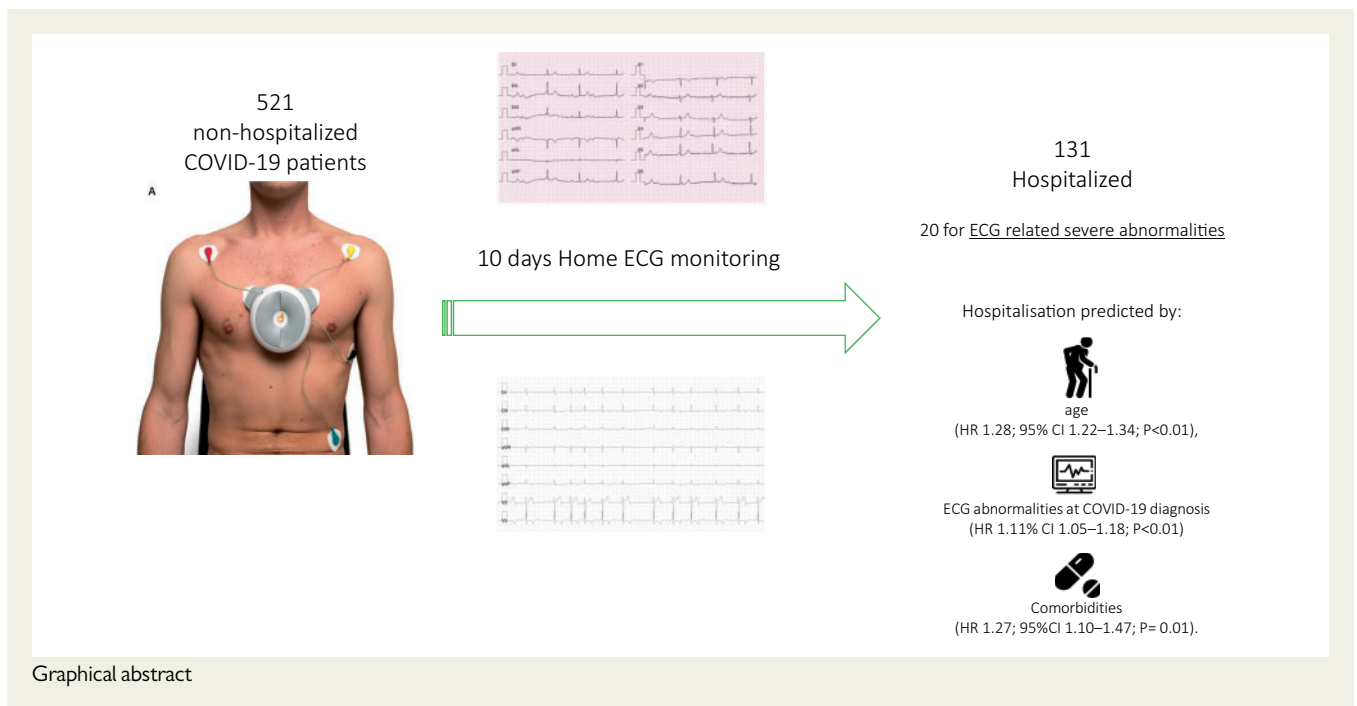 521
non-hospitalized
COVID-19 patients
A
10 days Home ECG monitoring
131
Hospitalized
20 for ECG related severe abnormalities
Hospitalisation predicted by:
age
(HR 1.28; 95% CI 1.22–1.34; P<0.01),
ECG abnormalities at COVID-19 diagnosis
(HR 1.11% CI 1.05–1.18; P<0.01)
Comorbidities
(HR 1.27; 95%CI 1.10–1.47; P= 0.01).
Graphical abstract